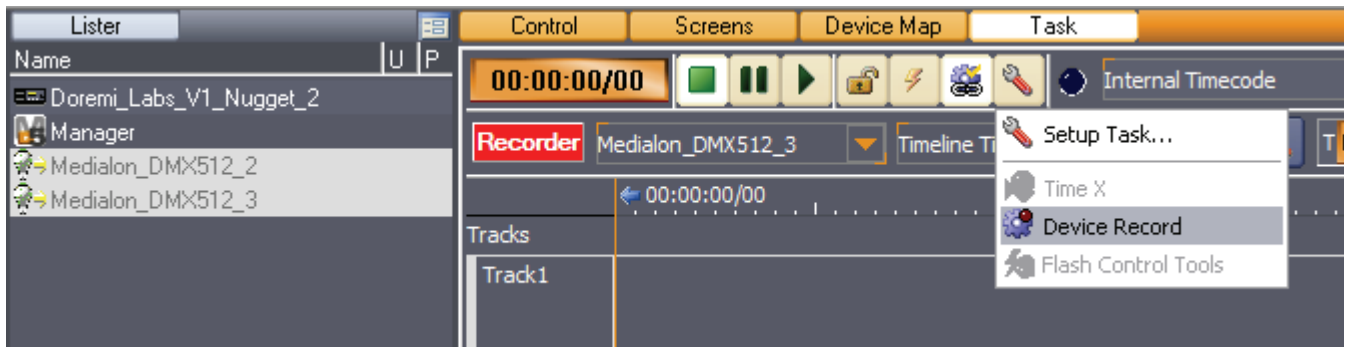 Lister
Control
Screens
Device Map
Task
Name U P
00:00:00/00
Internal Timecode
Doremi_Labs_V1_Nugget_2
Manager
Medialon_DMX512_2
Medialon_DMX512_3
Recorder
Medialon_DMX512_3
Timeline
T
Setup Task...
Time X
Device Record
Flash Control Tools
00:00:00/00
Tracks
Track1